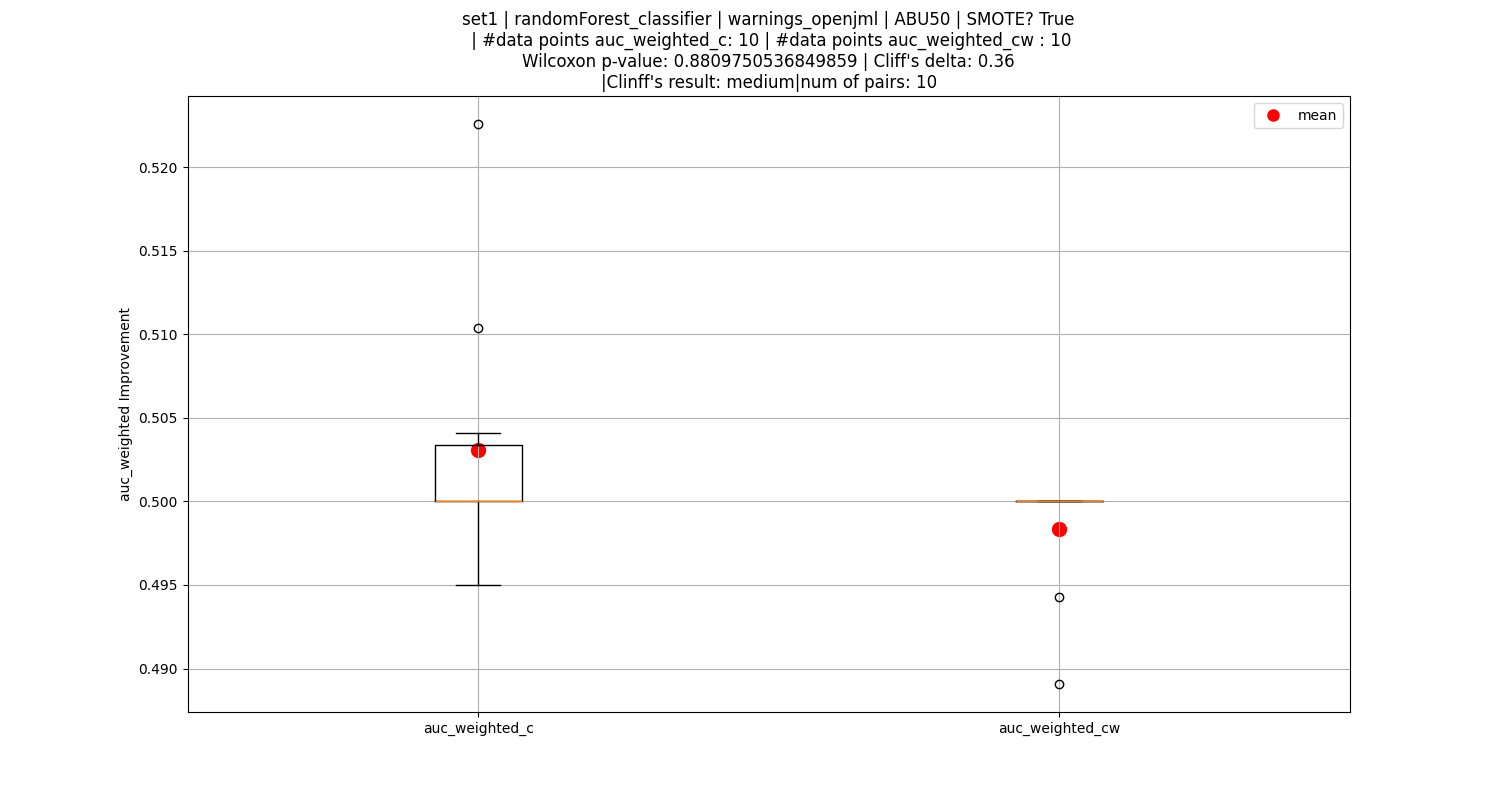 set1 | randomForest_classifier | warnings_openjml | ABU50 | SMOTE? True
| #data points auc_weighted_c: 10 | #data points auc_weighted_cw : 10
Wilcoxon p-value: 0.8809750536849859 | Cliff's delta: 0.36
|Clinff's result: medium|num of pairs: 10
mean
0.520
0.515
0.510
0.505
0.500
0.495
0.490
auc_weighted Improvement
auc_weighted_c
auc_weighted_cw